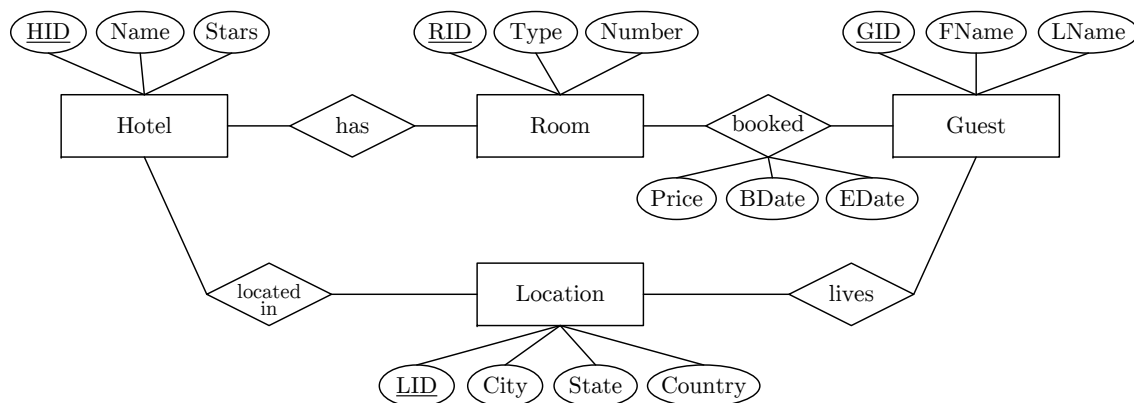 HID Name Stars RID Type Number GID FName LName
Hotel has Room booked Guest
Price BDate EDate
located
in
Location lives
LID City State Country